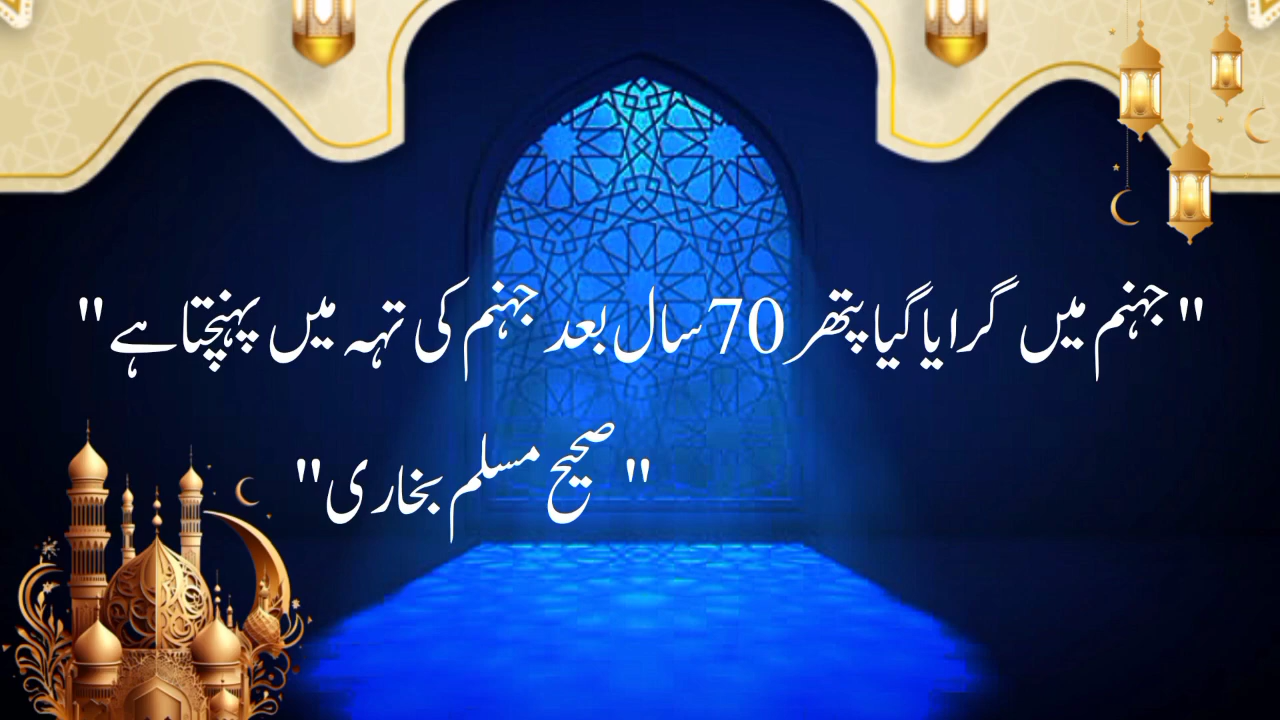 "جہنم میں گرایا گیا پتھر 70 سال بعد جہنم کی تہہ میں پہنچتا ہے"
"صحیح مسلم بخاری"